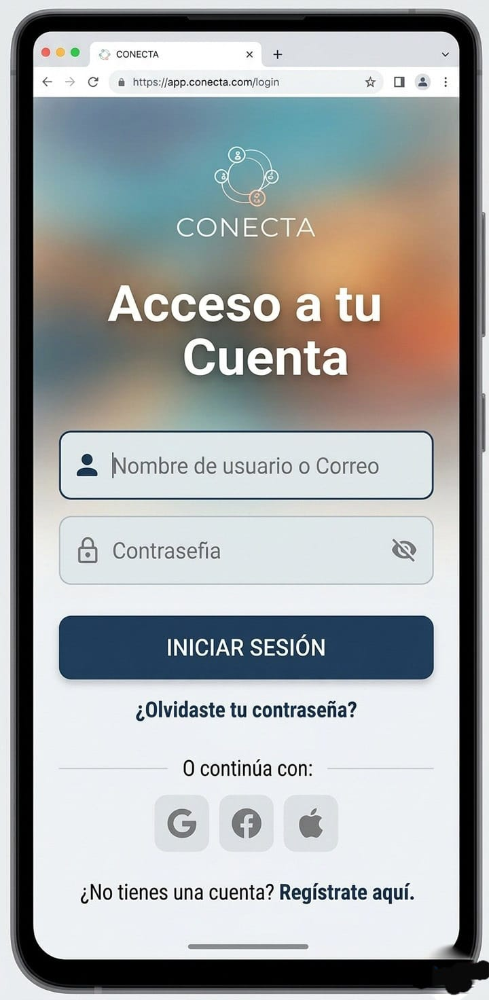 CONECTA
https://app.conecta.com/login
CONECTA
Acceso a tu
Cuenta
Nombre de usuario o Correo
Contrasefia
INICIAR SESIÓN
¿Olvidaste tu contraseña?
O continúa con:
¿No tienes una cuenta? Regístrate aquí.